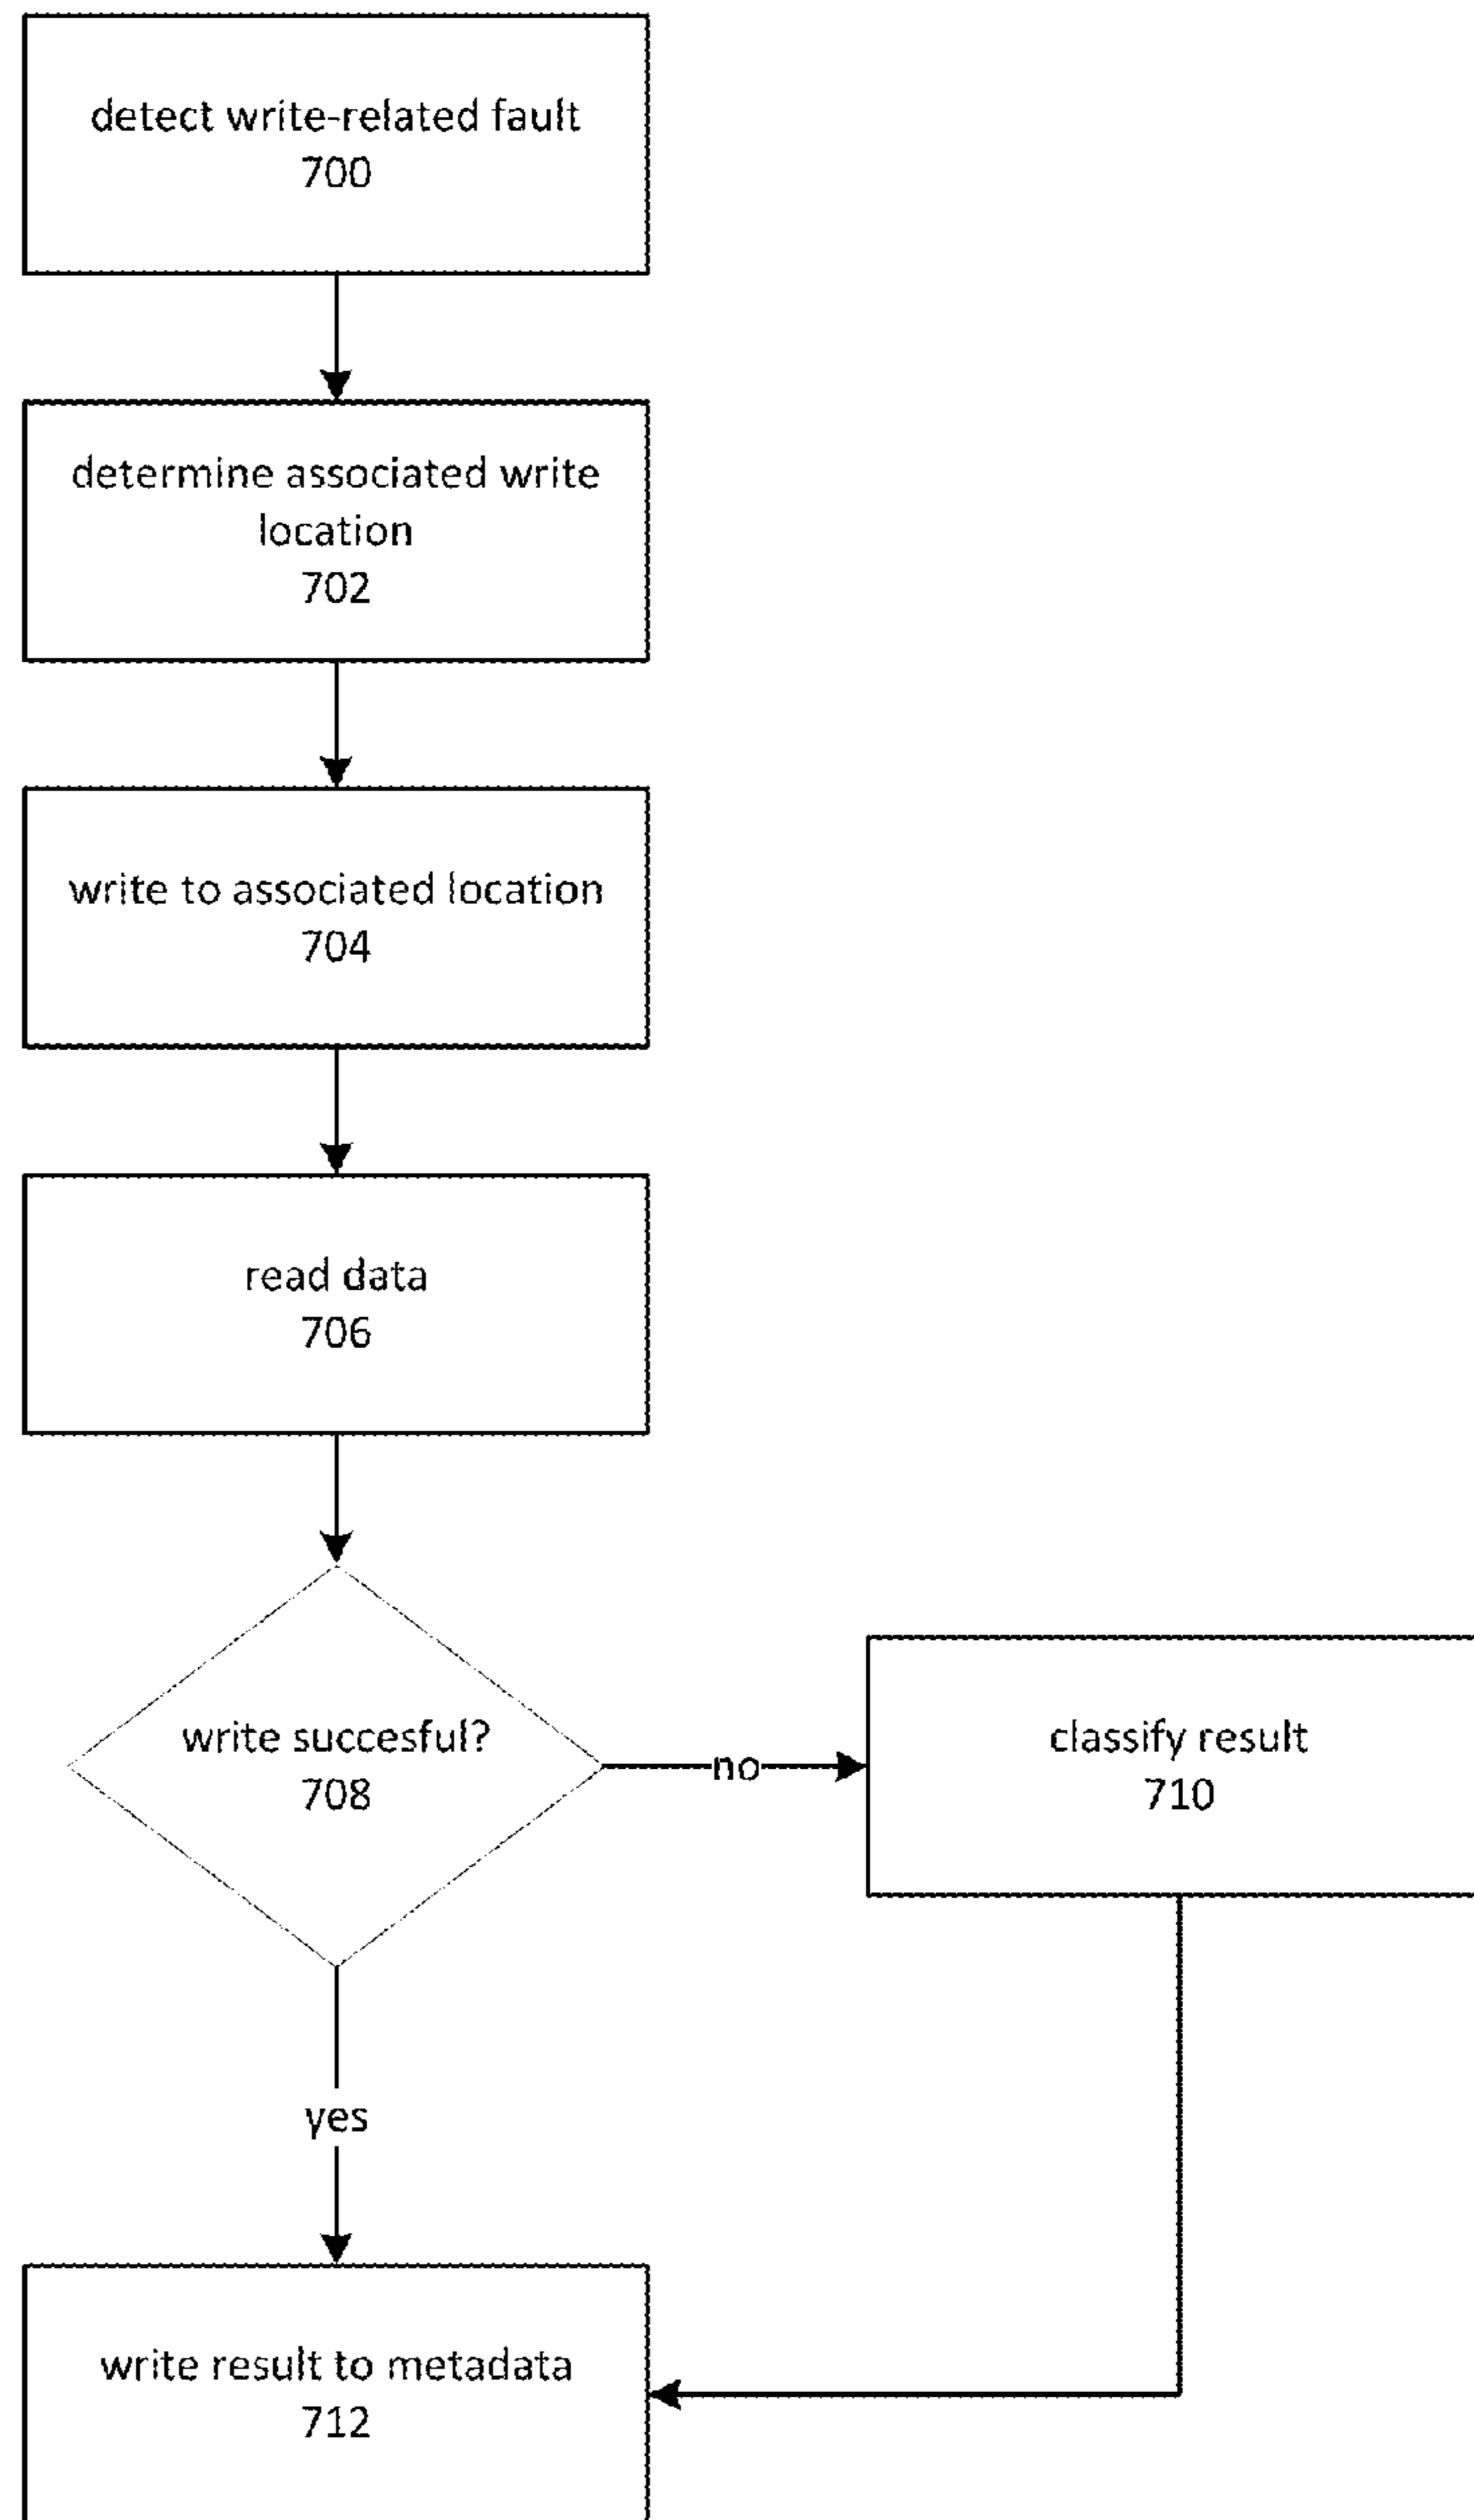 detect write-related fault
700
determine associated write
location
702
write to associated location
704
read data
706
write succesful?
708
no
classify result
710
yes
write result to metadata
712